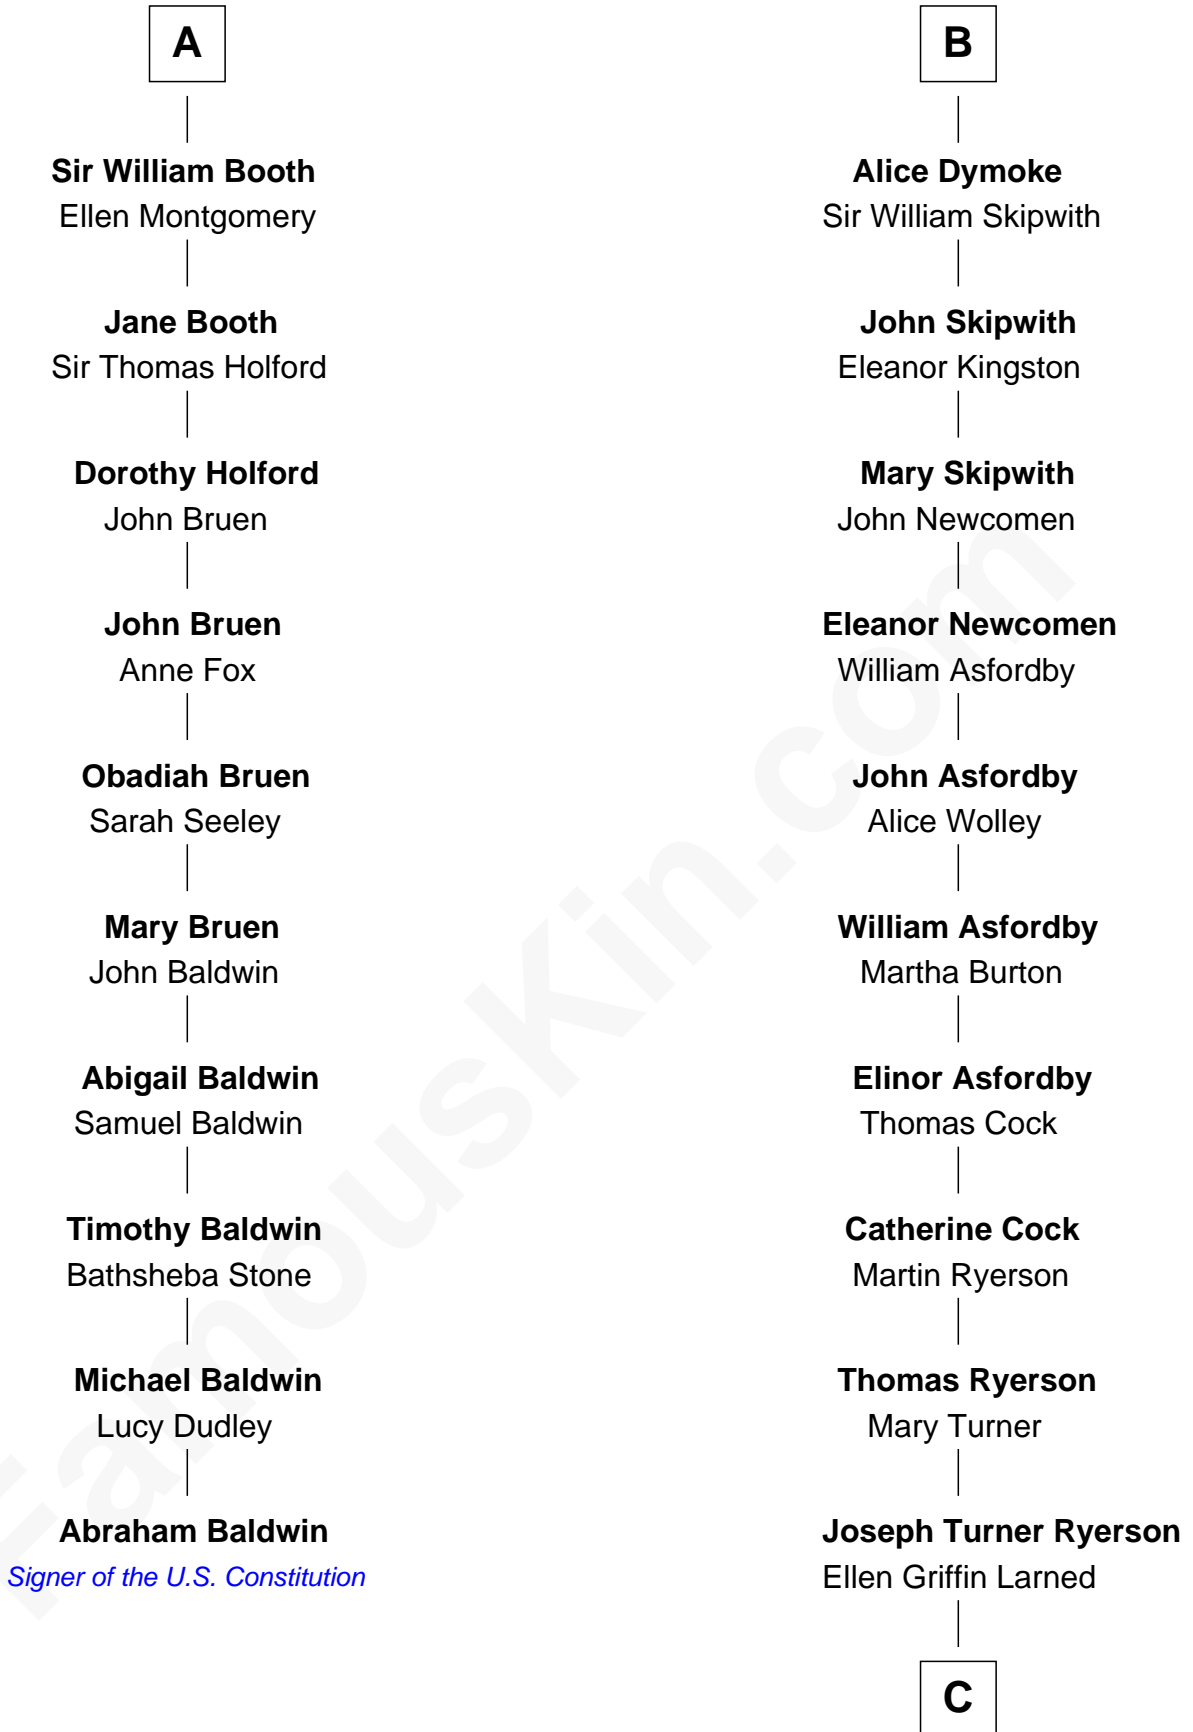 A
Sir William Booth
Ellen Montgomery
Jane Booth
Sir Thomas Holford
Dorothy Holford
John Bruen
John Bruen
Anne Fox
Obadiah Bruen
Sarah Seeley
Mary Bruen
John Baldwin
Abigail Baldwin
Samuel Baldwin
Timothy Baldwin
Bathsheba Stone
Michael Baldwin
Lucy Dudley
Abraham Baldwin
Signer of the U.S. Constitution
B
Alice Dymoke
Sir William Skipwith
John Skipwith
Eleanor Kingston
Mary Skipwith
John Newcomen
Eleanor Newcomen
William Asfordby
John Asfordby
Alice Wolley
William Asfordby
Martha Burton
Elinor Asfordby
Thomas Cock
Catherine Cock
Martin Ryerson
Thomas Ryerson
Mary Turner
Joseph Turner Ryerson
Ellen Griffin Larned
C
FamousKin.com